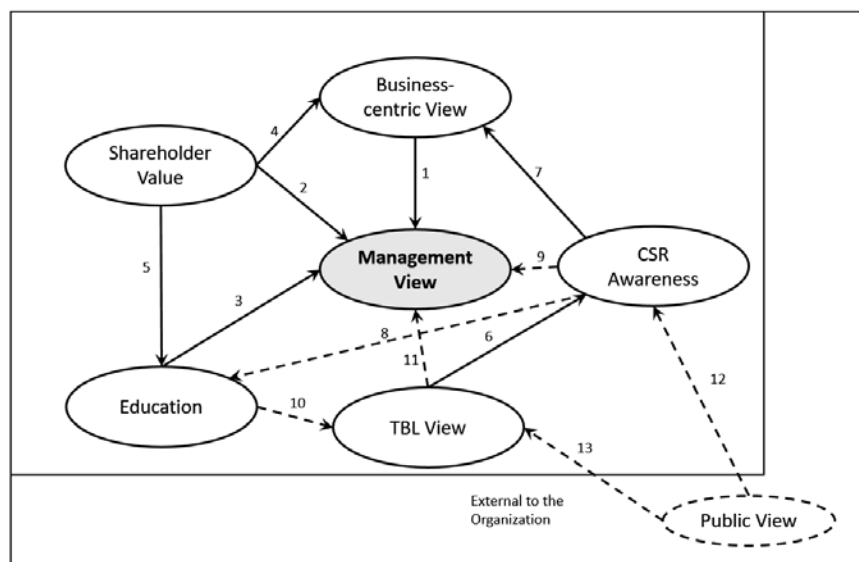 Business-
centric View
4
Shareholder
Value
7
1
2
Management
View
9
CSR
Awareness
5
3
8
6
11
12
Education
10
TBL View
13
External to the
Organization
Public View